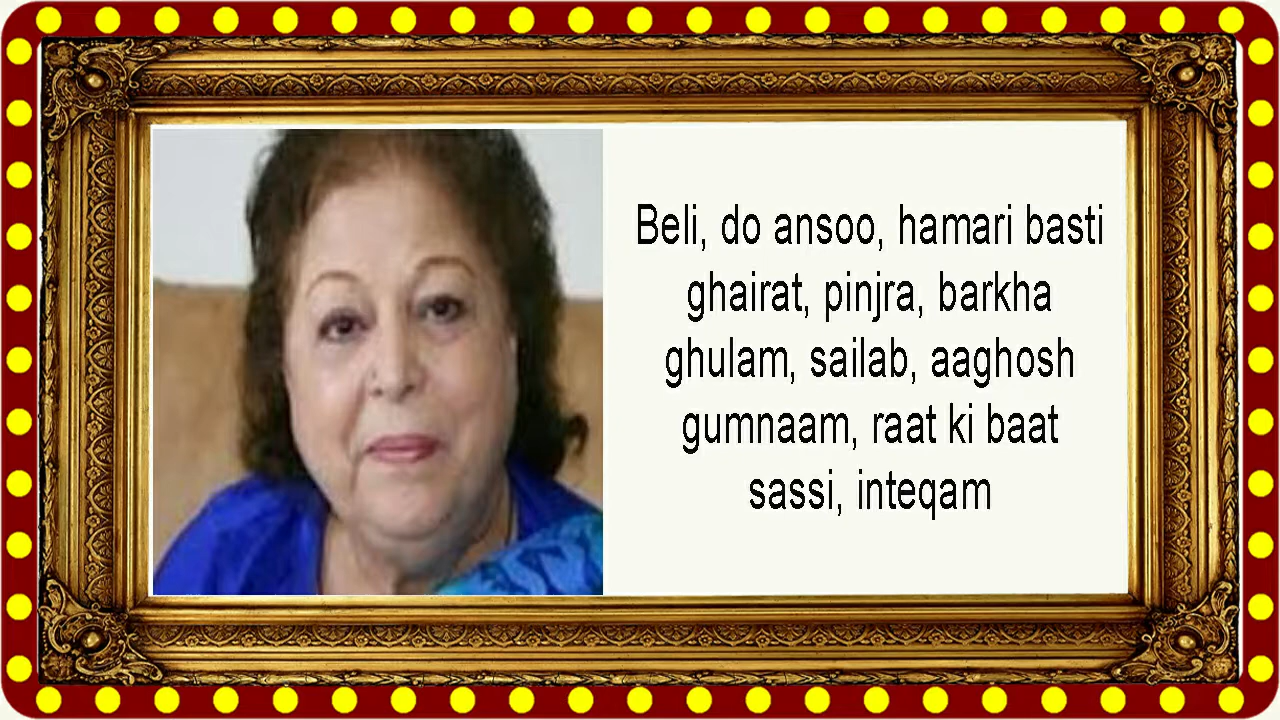 Beli, do ansoo, hamari basti
ghairat, pinjra, barkha
ghulam, sailab, aaghosh
gumnaam, raat ki baat
sassi, inteqam